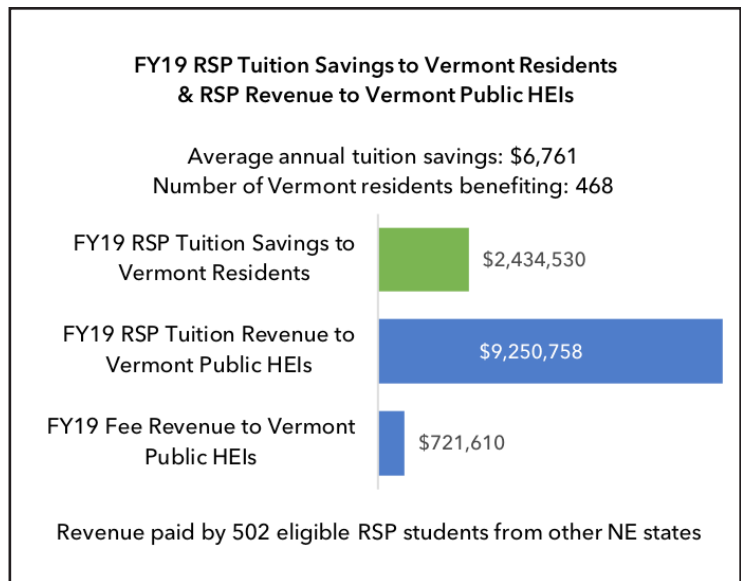 FY19 RSP Tuition Savings to Vermont Residents
& RSP Revenue to Vermont Public HEIs
Average annual tuition savings: $6,761
Number of Vermont residents benefiting: 468
FY19 RSP Tuition Savings to
Vermont Residents
$2,434,530
FY19 RSP Tuition Revenue to
Vermont Public HEIs
$9,250,758
FY19 Fee Revenue to Vermont
Public HEIs
$721,610
Revenue paid by 502 eligible RSP students from other NE states